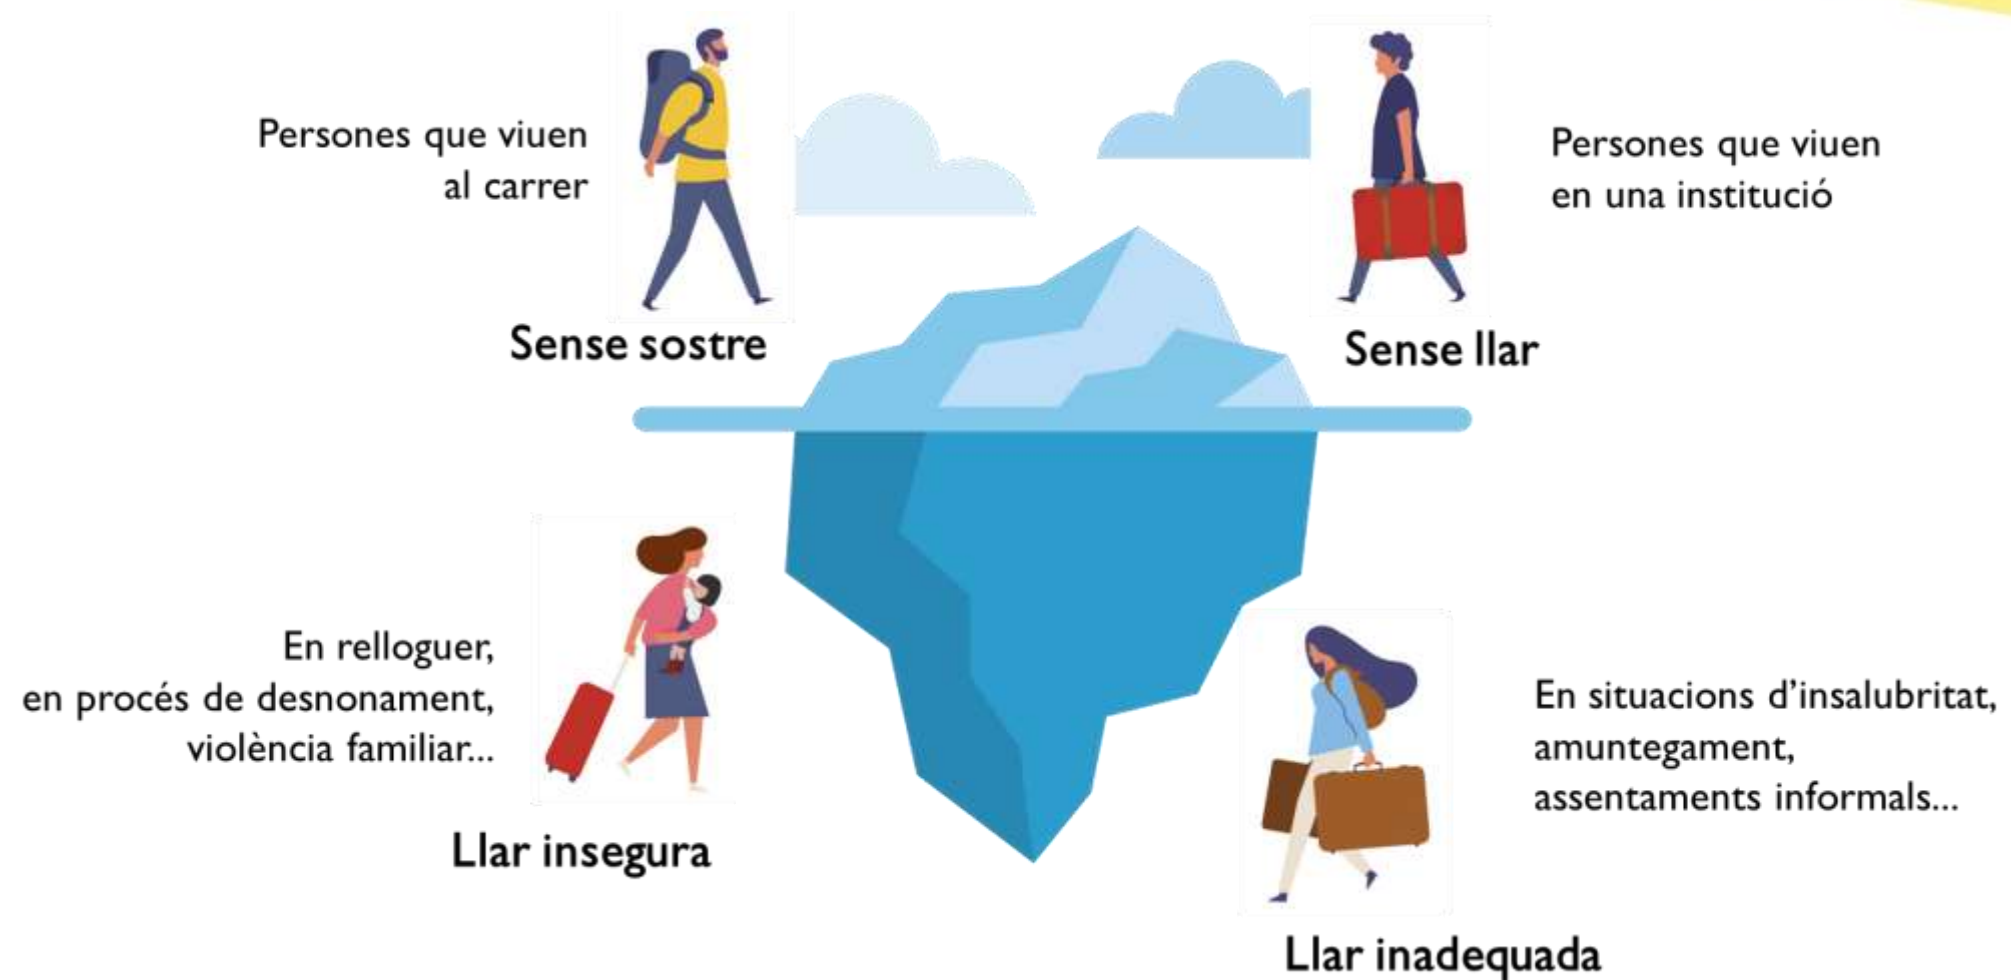 Persones que viuen
al carrer
Sense sostre
Persones que viuen
en una institució
Sense llar
En relloguer,
en procés de desnonament,
violència familiar...
Llar insegura
En situacions d’insalubritat,
amuntegament,
assentaments informals...
Llar inadequada